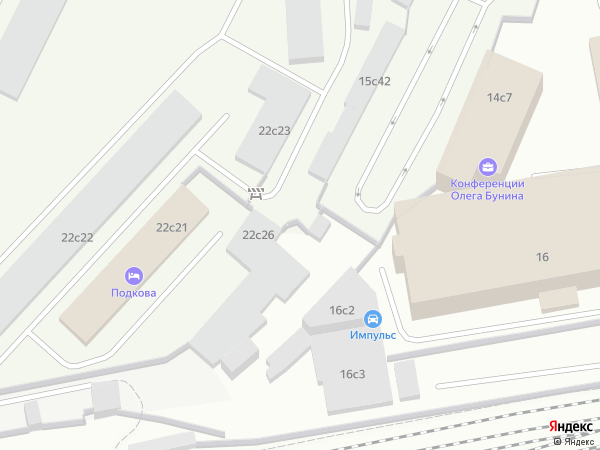 15с42
14с7
22с23
Конференции
Олега Бунина
22с21
22с22
22с26
16
Подкова
16с2
Импульс
16с3
Яндекс
© Яндекс